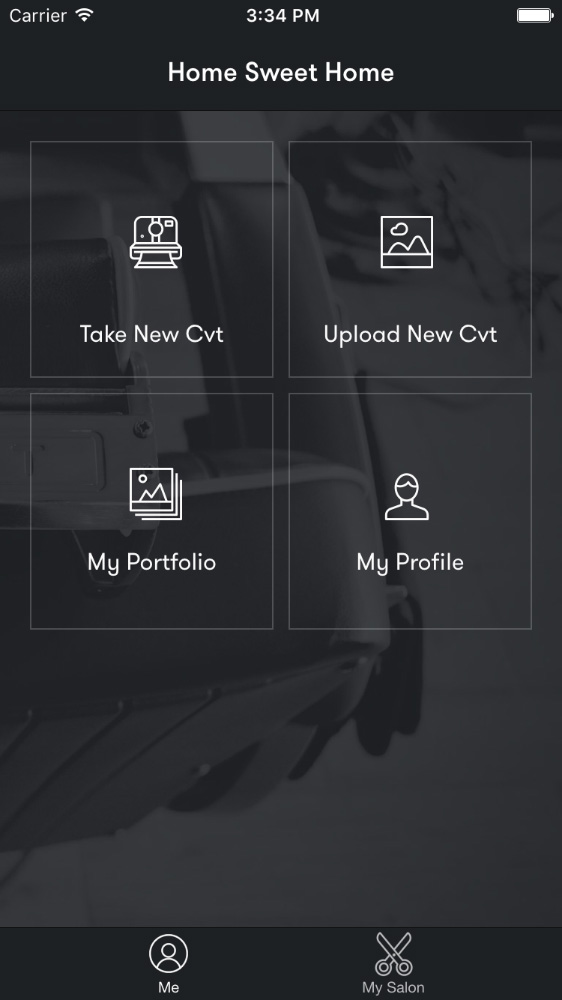 Carrier 3:34 PM
Home Sweet Home
Take New Cvt
Upload New Cvt
My Portfolio
My Profile
Me
My Salon